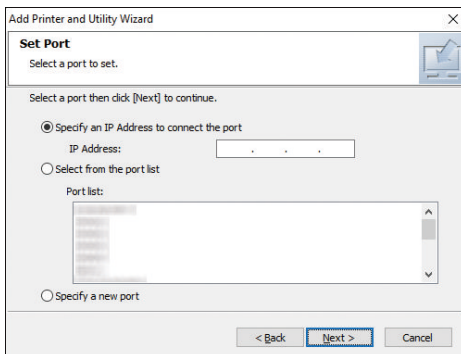 Add Printer and Utility Wizard
Set Port
Select a port to set.
Select a port then click [Next] to continue.
Specify an IP Address to connect the port
IP Address:
. . .
Select from the port list
Port list:
Specify a new port
< Back
Next >
Cancel